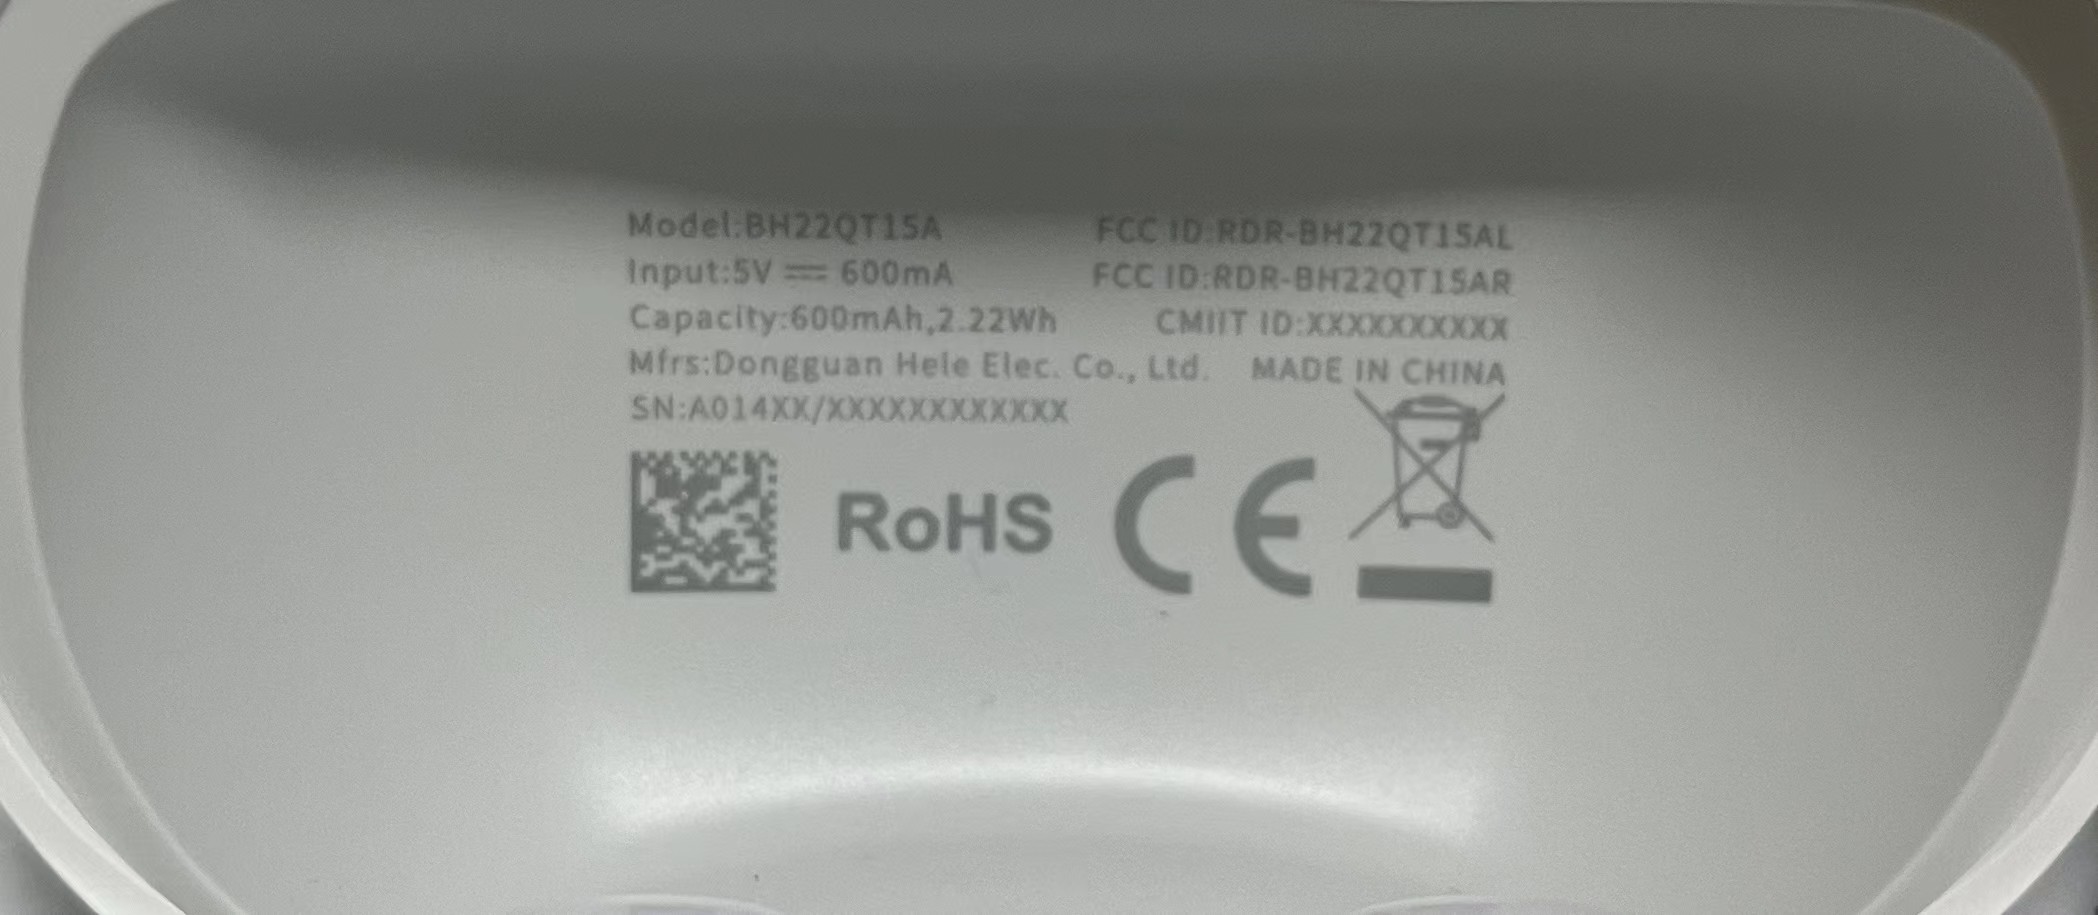 Model:BH22QT15A
FCC ID:RDR-BH22QT15AL
Input:5V ⎓ 600mA
FCC ID:RDR-BH22QT15AR
Capacity:600mAh,2.22Wh
CMIIT ID:XXXXXXXXXX
Mfrs:Dongguan Hele Elec. Co., Ltd.
MADE IN CHINA
SN:A014XX/XXXXXXXXXXXX
RoHS
CE